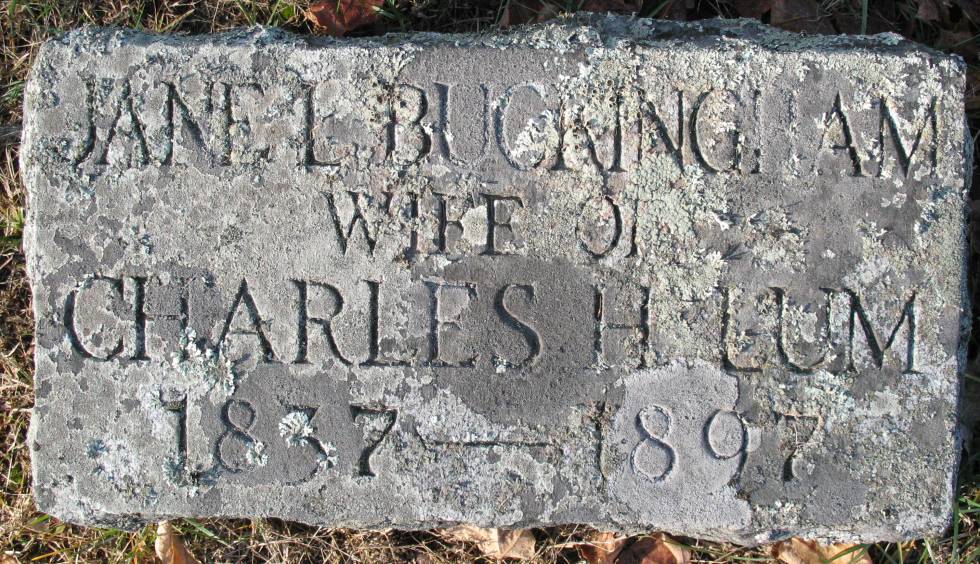 JANE L. BUCKINGHAM
WIFE OF
CHARLES H. LUM
1837 — 1897